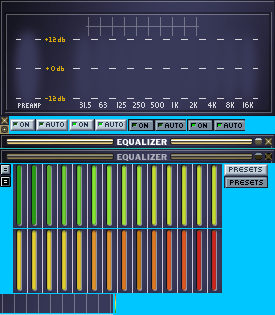 +12 db
+0 db
-12 db
PREAMP 31.5 63 125 250 500 1K 2K 4K 8K 16K
ON AUTO ON AUTO ON AUTO ON AUTO
EQUALIZER
EQUALIZER
PRESETS
PRESETS